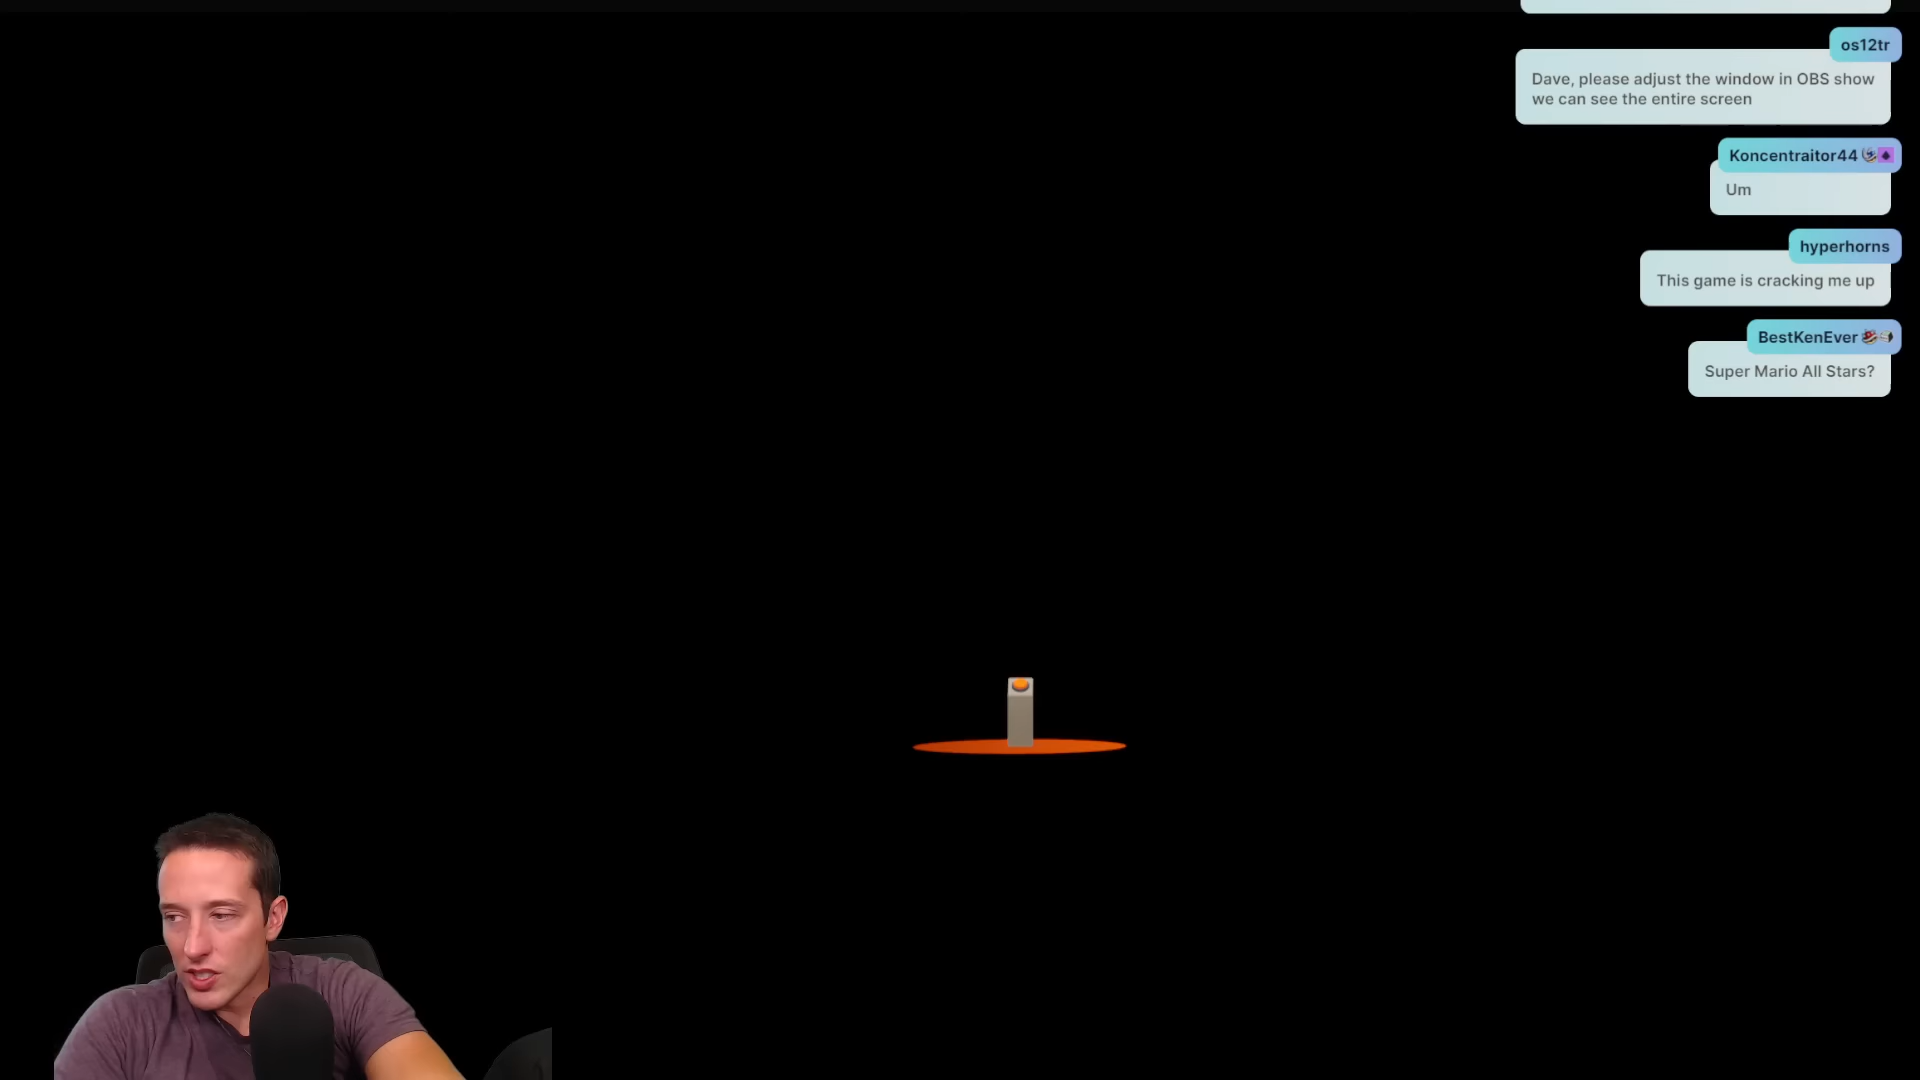 os12tr
Dave, please adjust the window in OBS show
we can see the entire screen
Koncentraitor44
Um
hyperhorns
This game is cracking me up
BestKenEver
Super Mario All Stars?